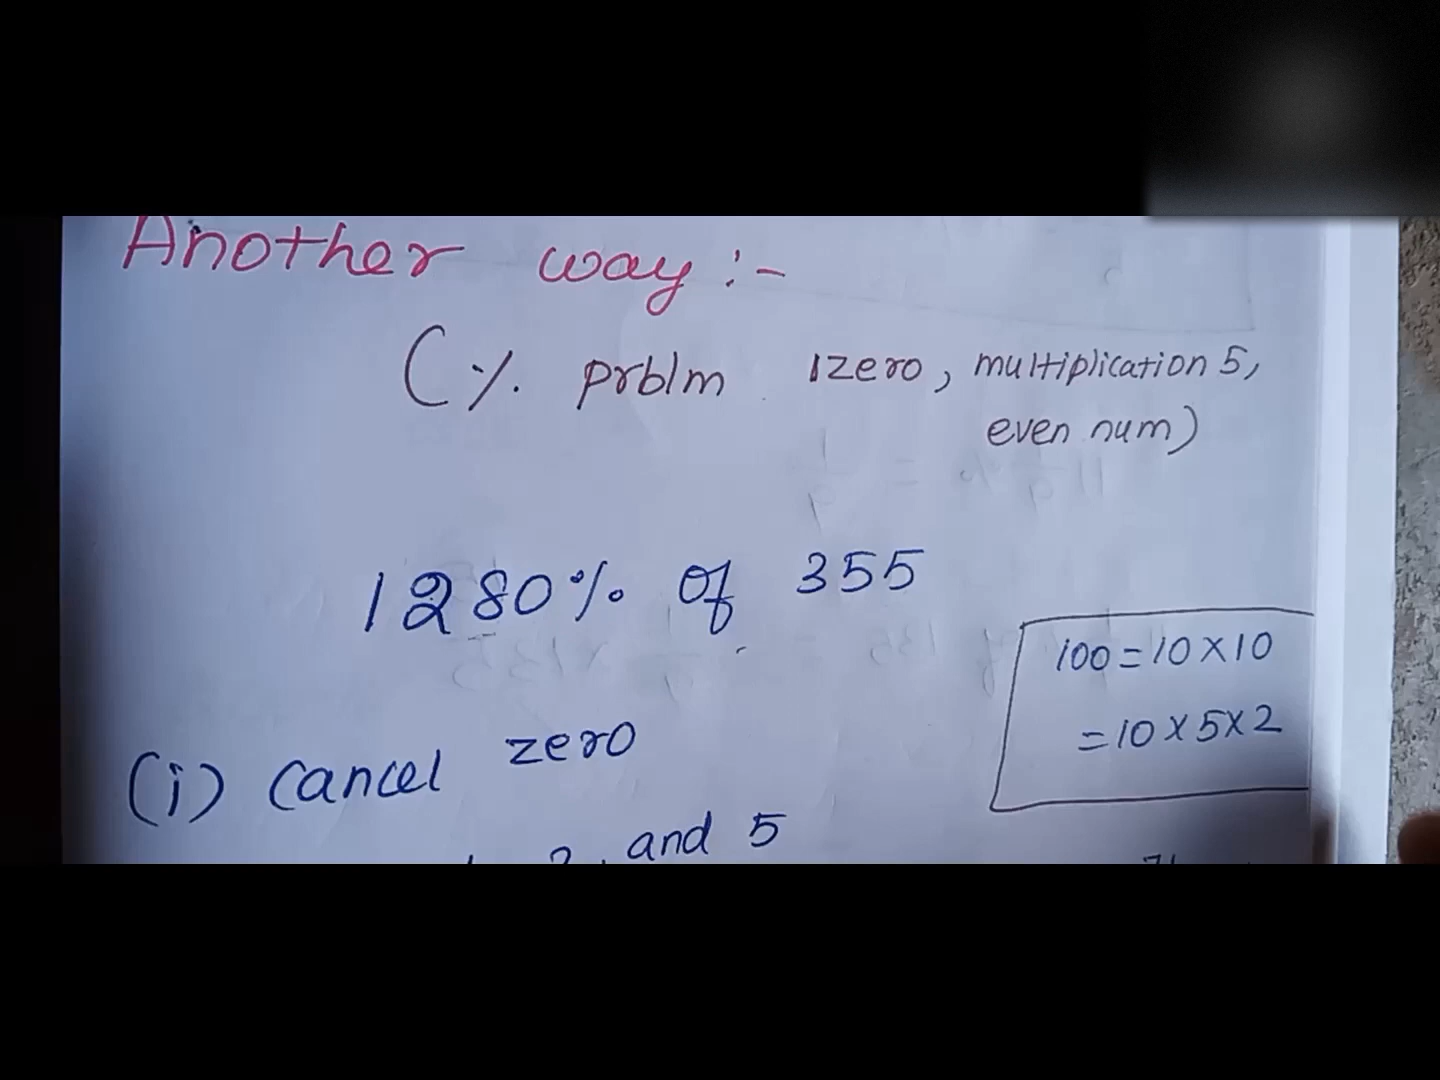 Another way :-
(% prblm 1zero, multiplication 5,
even num)
1280% of 355
100 = 10 × 10
= 10 × 5 × 2
(i) cancel zero
and 5